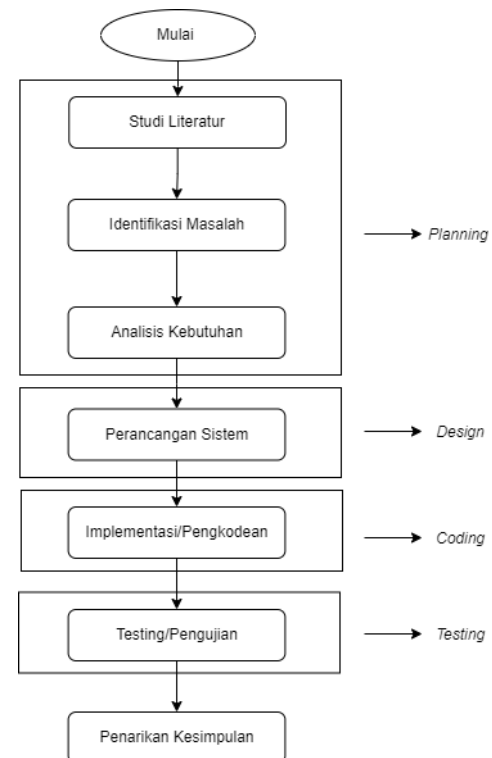 Mulai
Studi Literatur
Identifikasi Masalah
Planning
Analisis Kebutuhan
Perancangan Sistem
Design
Implementasi/Pengkodean
Coding
Testing/Pengujian
Testing
Penarikan Kesimpulan